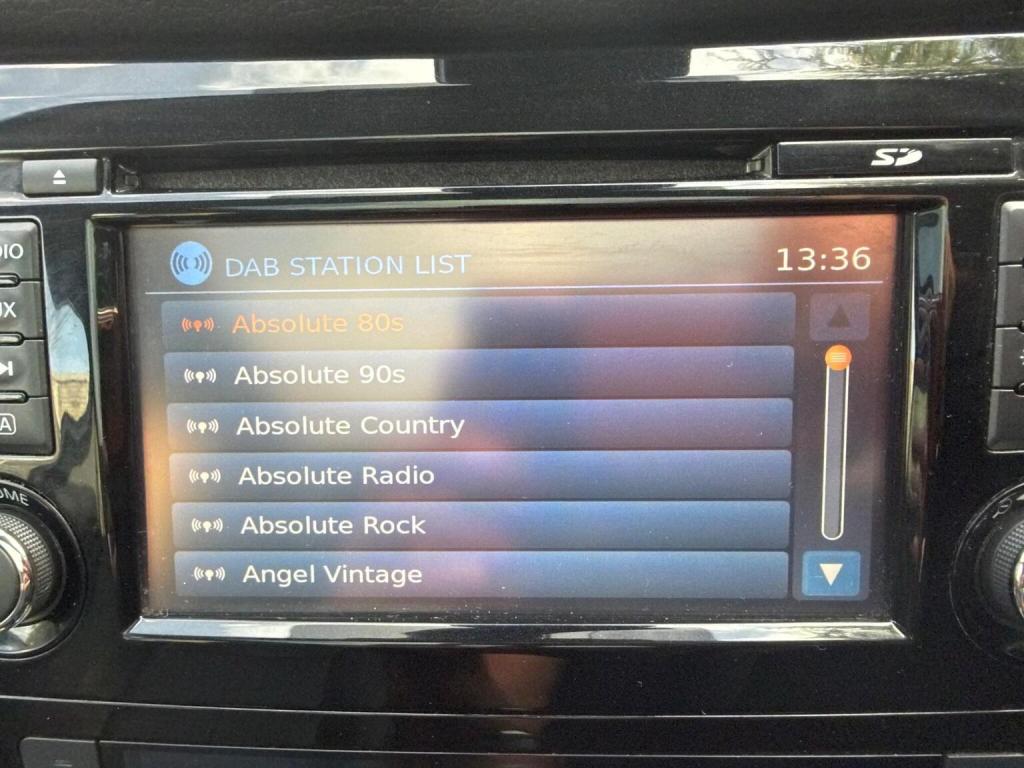 SD
DAB STATION LIST
13:36
Absolute 80s
Absolute 90s
Absolute Country
Absolute Radio
Absolute Rock
Angel Vintage